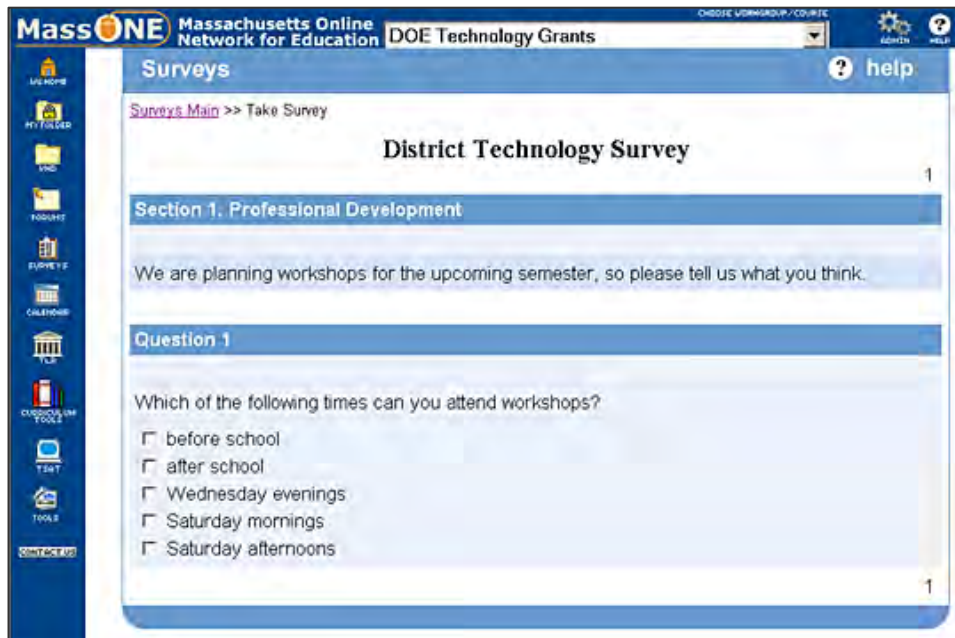 MassONE Massachusetts Online
Network for Education
CHOOSE WORKGROUP/COURSE
DOE Technology Grants
ADMIN
HELP
MY HOME
MY FOLDER
FORUMS
SURVEYS
CALENDAR
CURRICULUM
TOOLS
TSAT
TOOLS
CONTACT US
Surveys
? help
Surveys Main >> Take Survey
District Technology Survey
1
Section 1. Professional Development
We are planning workshops for the upcoming semester, so please tell us what you think.
Question 1
Which of the following times can you attend workshops?
before school
after school
Wednesday evenings
Saturday mornings
Saturday afternoons
1